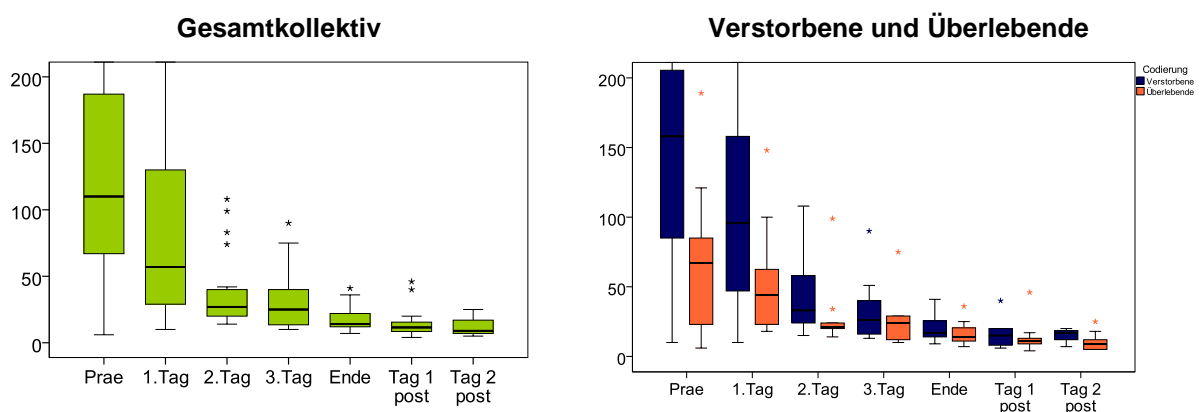 Gesamtkollektiv
200
150
100
50
0
Prae 1.Tag 2.Tag 3.Tag Ende Tag 1 post Tag 2 post
Verstorbene und Überlebende
Codierung
Verstorbene
Überlebende
200
150
100
50
0
Prae 1.Tag 2.Tag 3.Tag Ende Tag 1 post Tag 2 post